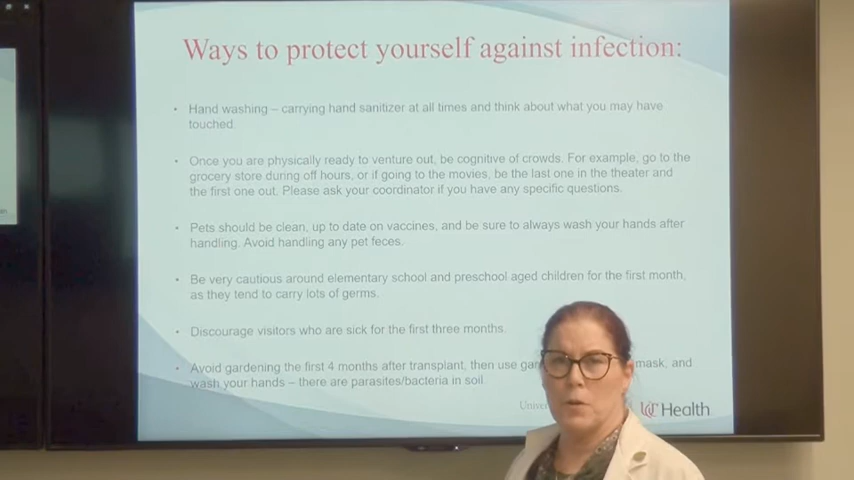 Ways to protect yourself against infection:
• Hand washing – carrying hand sanitizer at all times and think about what you may have
touched.
• Once you are physically ready to venture out, be cognitive of crowds. For example, go to the
grocery store during off hours, or if going to the movies, be the last one in the theater and
the first one out. Please ask your coordinator if you have any specific questions.
• Pets should be clean, up to date on vaccines, and be sure to always wash your hands after
handling. Avoid handling any pet feces.
• Be very cautious around elementary school and preschool aged children for the first month,
as they tend to carry lots of germs.
• Discourage visitors who are sick for the first three months.
• Avoid gardening the first 4 months after transplant, then use mask, and
wash your hands – there are parasites/bacteria in soil.
UC Health